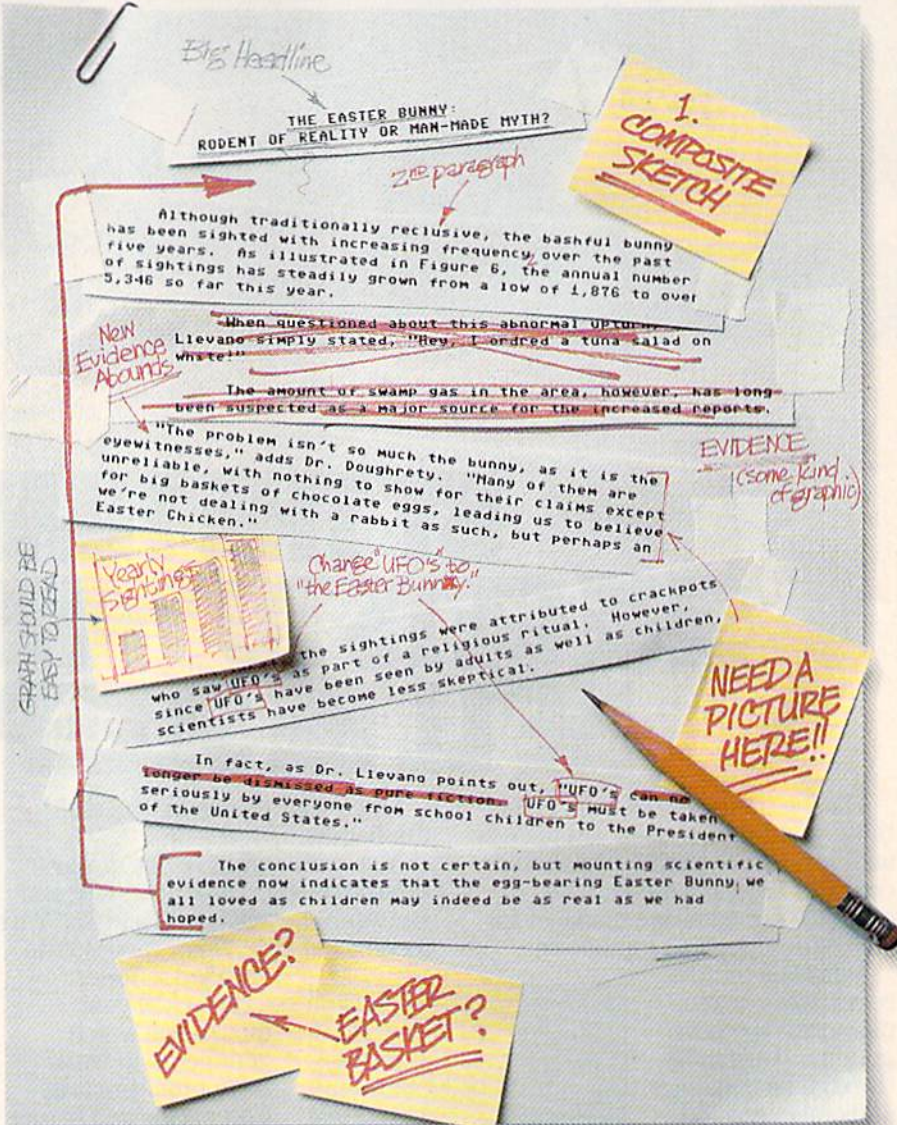 Big Headline
THE EASTER BUNNY:
RODENT OF REALITY OR MAN-MADE MYTH?
1.
COMPOSITE
SKETCH
2nd paragraph
Although traditionally reclusive, the bashful bunny
has been sighted with increasing frequency over the past
five years. As illustrated in Figure 6, the annual number
of sightings has steadily grown from a low of 1,876 to over
5,346 so far this year.
New
Evidence
Abounds
When questioned about this abnormal upturn,
Llevano simply stated, "Hey, I ordred a tuna salad on
white!"
The amount of swamp gas in the area, however, has long
been suspected as a major source for the increased reports.
"The problem isn't so much the bunny, as it is the
eyewitnesses," adds Dr. Doughrety. "Many of them are
unreliable, with nothing to show for their claims except
for big baskets of chocolate eggs, leading us to believe
we're not dealing with a rabbit as such, but perhaps an
Easter Chicken."
EVIDENCE
(some kind
of graphic)
GRAPH SHOULD BE
EASY TO READ
Yearly
Sightings
Change "UFO's" to
"the Easter Bunny."
the sightings were attributed to crackpots
who saw UFO's as part of a religious ritual. However,
since UFO's have been seen by adults as well as children,
scientists have become less skeptical.
NEED A
PICTURE
HERE!!
In fact, as Dr. Llevano points out, "UFO's can no
longer be dismissed as pure fiction. UFO's must be taken
seriously by everyone from school children to the President
of the United States."
The conclusion is not certain, but mounting scientific
evidence now indicates that the egg-bearing Easter Bunny we
all loved as children may indeed be as real as we had
hoped.
EVIDENCE?
EASTER
BASKET?